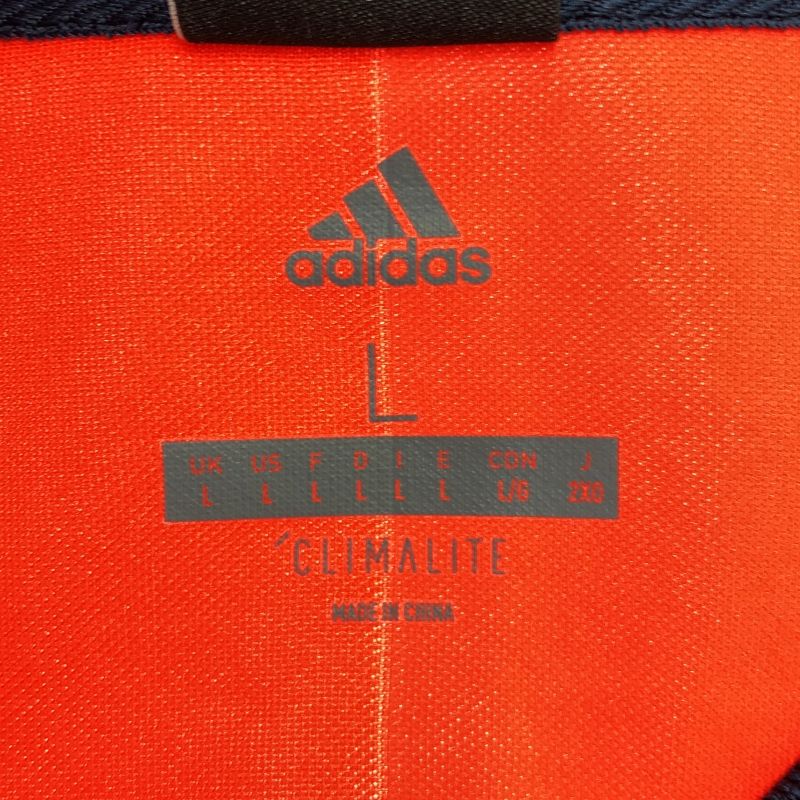 adidas
L
UK US F D I E CON J
L L L L L L L/G 2XO
CLIMALITE
MADE IN CHINA